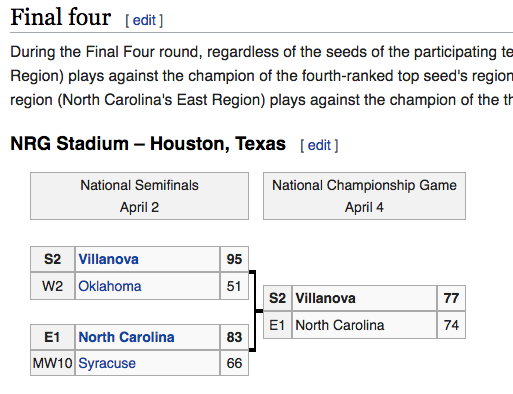 Final four [ edit ]
During the Final Four round, regardless of the seeds of the participating te
Region) plays against the champion of the fourth-ranked top seed's region
region (North Carolina's East Region) plays against the champion of the th
NRG Stadium – Houston, Texas [ edit ]
National Semifinals
April 2
National Championship Game
April 4
S2 Villanova 95
W2 Oklahoma 51
S2 Villanova 77
E1 North Carolina 74
E1 North Carolina 83
MW10 Syracuse 66